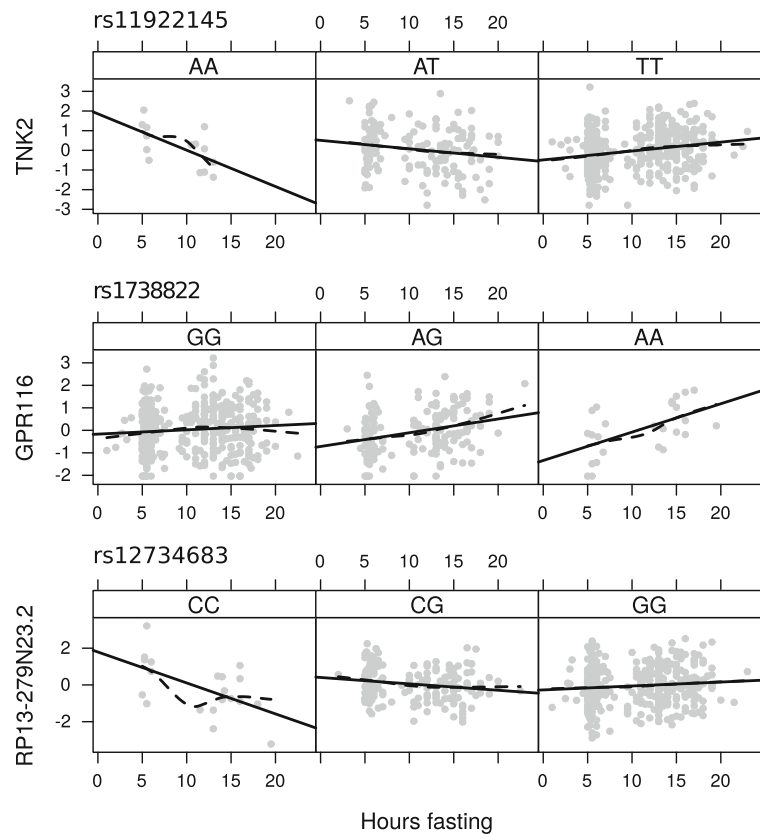 rs11922145
0 5 10 15 20
AA AT TT
TNK2
3
2
1
0
-1
-2
-3
0 5 10 15 20 0 5 10 15 20
rs1738822
0 5 10 15 20
GG AG AA
GPR116
3
2
1
0
-1
-2
0 5 10 15 20 0 5 10 15 20
rs12734683
0 5 10 15 20
CC CG GG
RP13-279N23.2
2
0
-2
0 5 10 15 20 0 5 10 15 20
Hours fasting